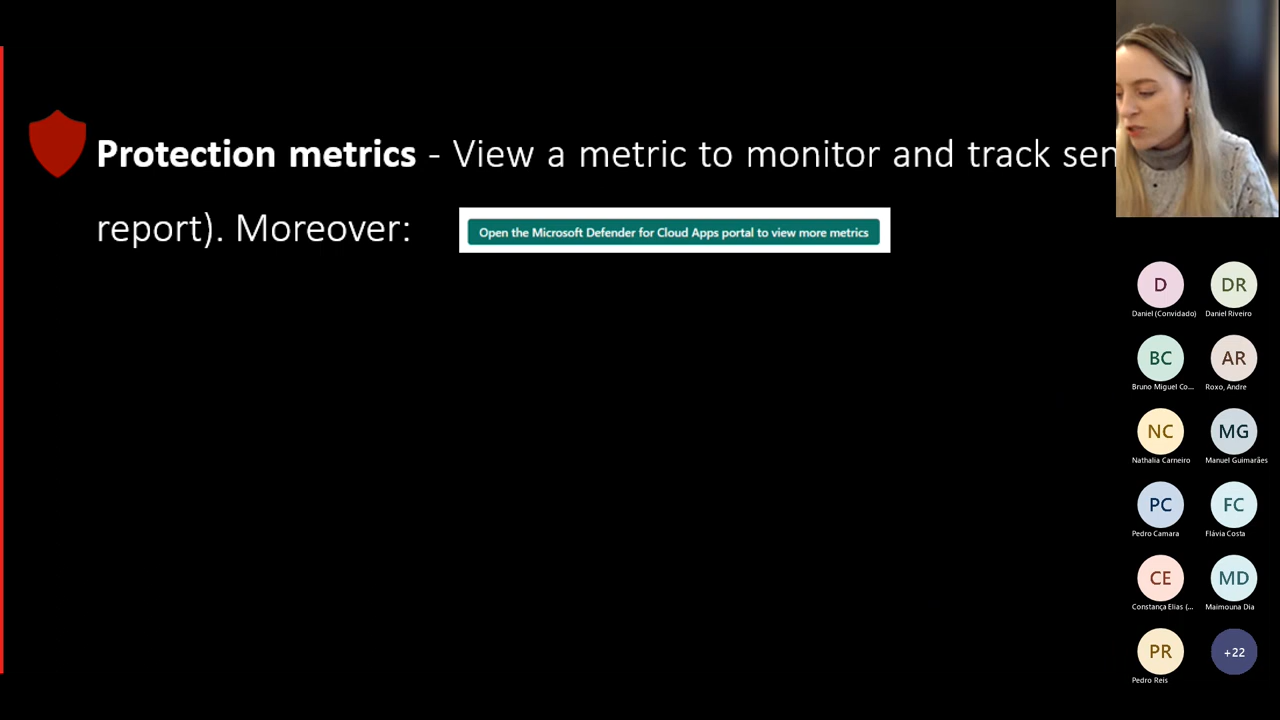 Protection metrics - View a metric to monitor and track sen
report). Moreover:
Open the Microsoft Defender for Cloud Apps portal to view more metrics
D
DR
Daniel (Convidado)
Daniel Riveiro
BC
AR
Bruno Miguel Co...
Roxo, Andre
NC
MG
Nathalia Carneiro
Manuel Guimarães
PC
FC
Pedro Camara
Flávia Costa
CE
MD
Constança Elias (...
Maimouna Dia
PR
+22
Pedro Reis